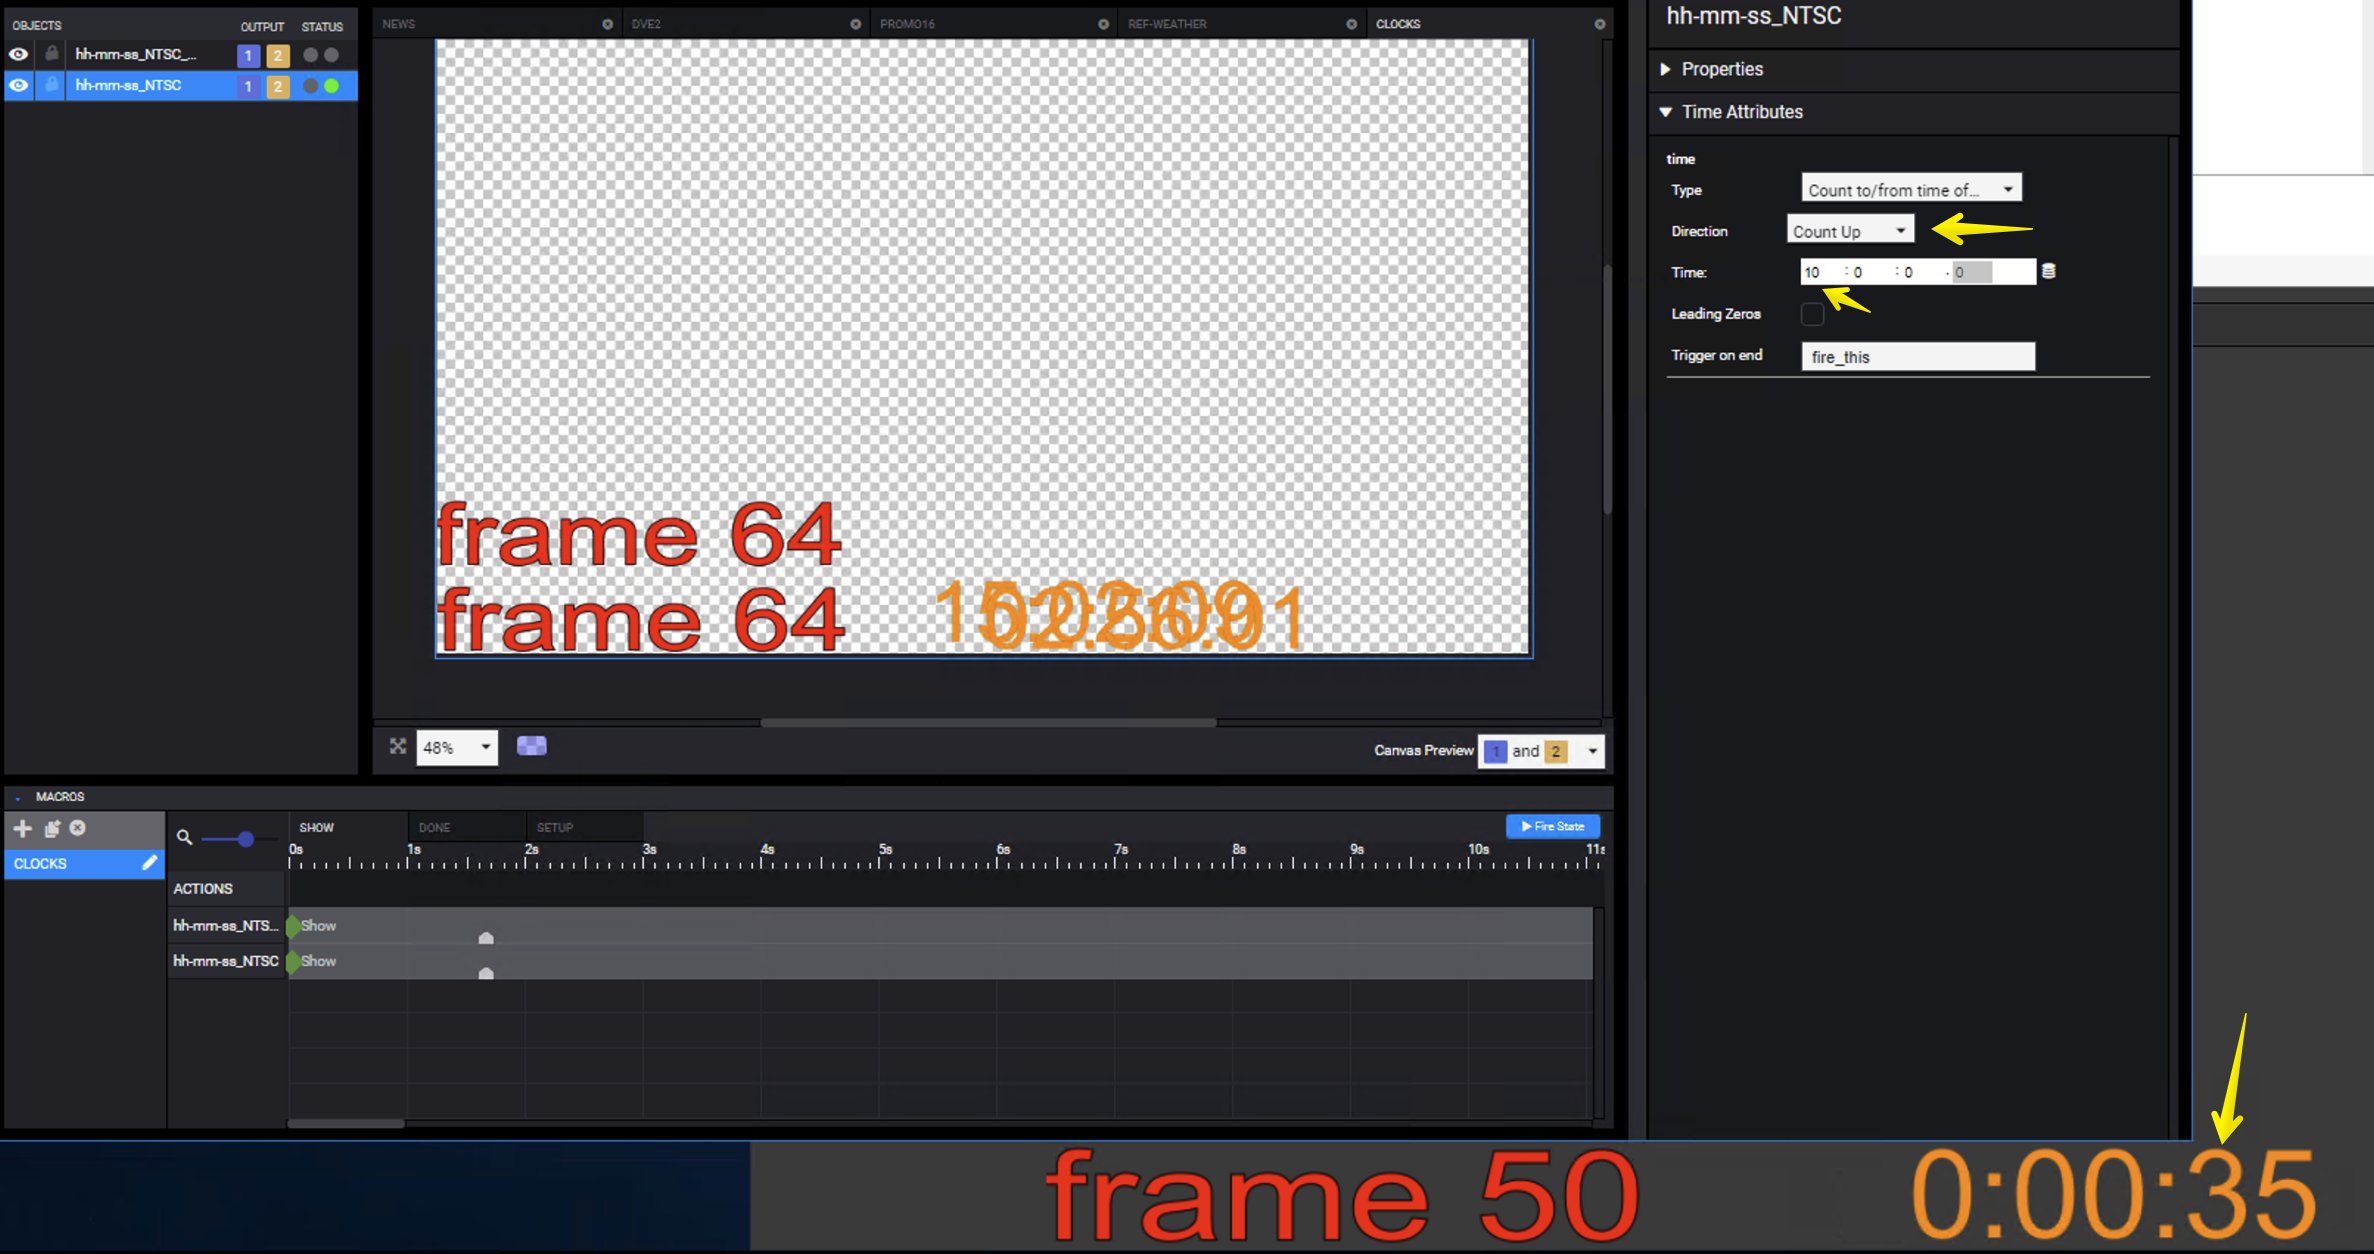 OBJECTS OUTPUT STATUS
hh-mm-ss_NTSC_... 1 2
hh-mm-ss_NTSC 1 2
NEWS DVE2 PROMO16 REF-WEATHER CLOCKS
frame 64
frame 64
48%
Canvas Preview 1 and 2
hh-mm-ss_NTSC
Properties
Time Attributes
time
Type Count to/from time of...
Direction Count Up
Time: 10 : 0 : 0 . 0
Leading Zeros
Trigger on end fire_this
MACROS
SHOW DONE SETUP Fire State
CLOCKS
0s 1s 2s 3s 4s 5s 6s 7s 8s 9s 10s 11s
ACTIONS
hh-mm-ss_NTS... Show
hh-mm-ss_NTSC Show
frame 50 0:00:35